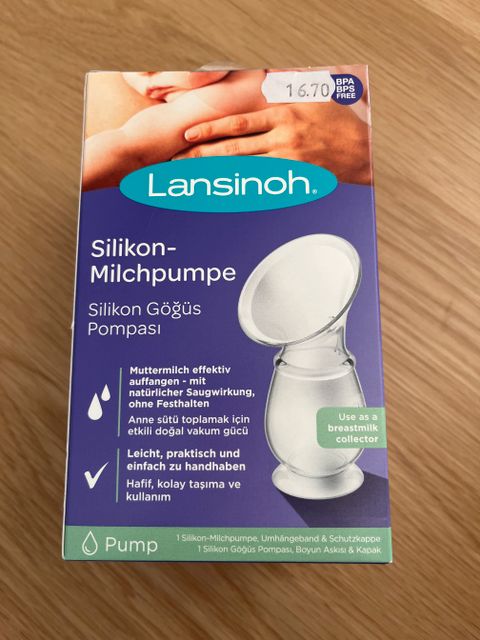 16.70
BPA
BPS
FREE
Lansinoh®
Silikon-
Milchpumpe
Silikon Göğüs
Pompası
Muttermilch effektiv
auffangen - mit
natürlicher Saugwirkung,
ohne Festhalten
Anne sütü toplamak için
etkili doğal vakum gücü
Leicht, praktisch und
einfach zu handhaben
Hafif, kolay taşıma ve
kullanım
Use as a
breastmilk
collector
Pump
1 Silikon-Milchpumpe, Umhängeband & Schutzkappe
1 Silikon Göğüs Pompası, Boyun Askısı & Kapak